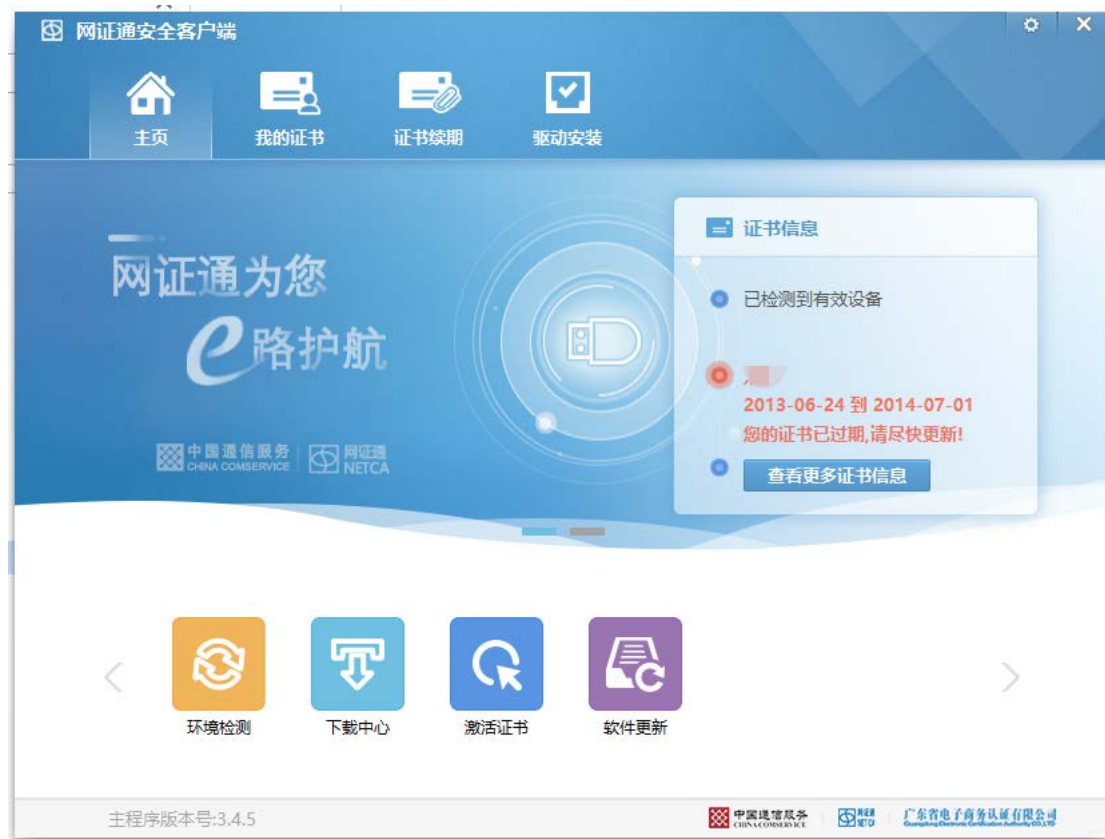 网证通安全客户端
主页
我的证书
证书续期
驱动安装
网证通为您
e路护航
中国通信服务
CHINA COMSERVICE
网证通
NETCA
证书信息
已检测到有效设备
2013-06-24 到 2014-07-01
您的证书已过期,请尽快更新!
查看更多证书信息
环境检测
下载中心
激活证书
软件更新
主程序版本号:3.4.5
中国通信服务
CHINA COMSERVICE
网证通
NETCA
广东省电子商务认证有限公司